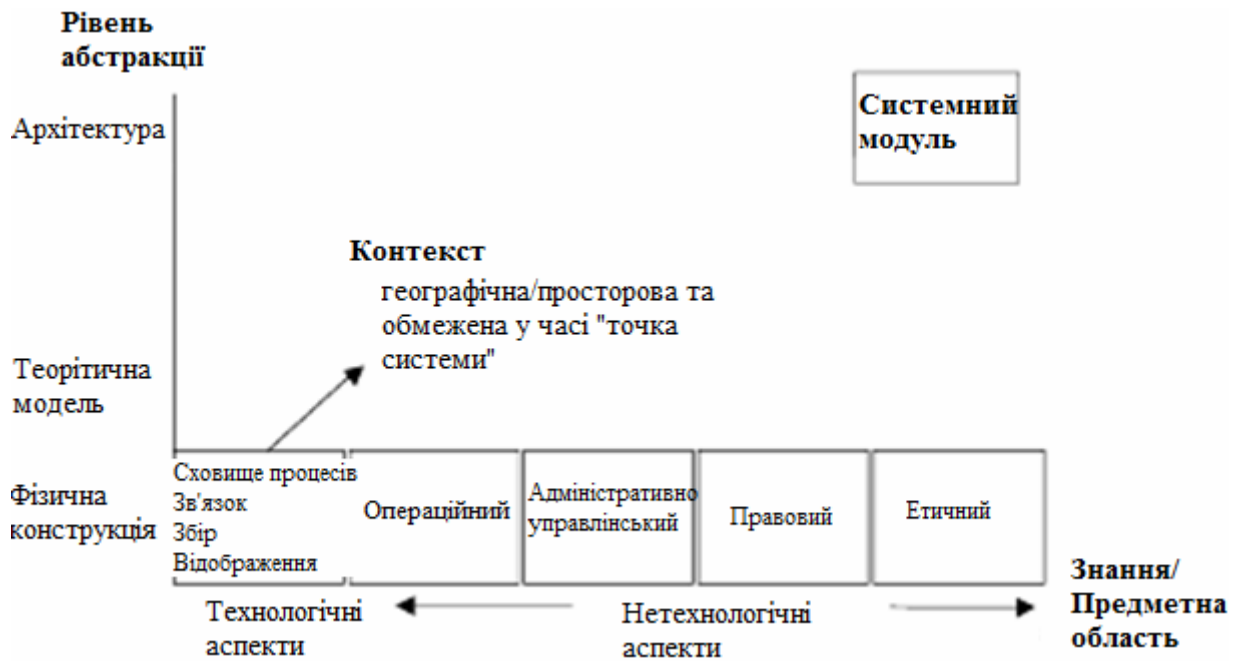 Рівень
абстракції
Системний
модуль
Архітектура
Контекст
географічна/просторова та
обмежена у часі "точка
системи"
Теорітична
модель
Фізична
конструкція
Сховище процесів
Зв'язок
Збір
Відображення
Операційний
Адміністративно
управлінський
Правовий
Етичний
Технологічні
аспекти
Нетехнологічні
аспекти
Знання/
Предметна
область